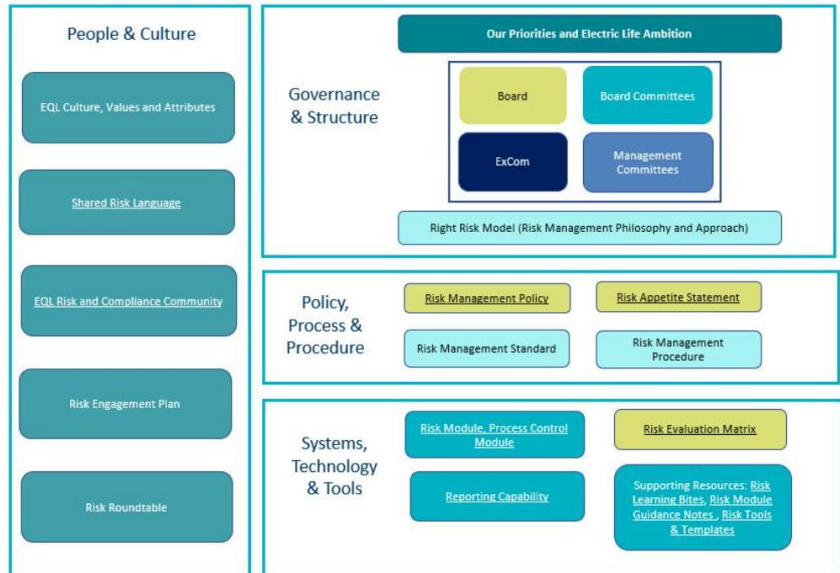 People & Culture
EQL Culture, Values and Attributes
Shared Risk Language
EQL Risk and Compliance Community
Risk Engagement Plan
Risk Roundtable
Governance
& Structure
Our Priorities and Electric Life Ambition
Board
Board Committees
ExCom
Management
Committees
Right Risk Model (Risk Management Philosophy and Approach)
Policy,
Process &
Procedure
Risk Management Policy
Risk Appetite Statement
Risk Management Standard
Risk Management
Procedure
Systems,
Technology
& Tools
Risk Module, Process Control
Module
Risk Evaluation Matrix
Reporting Capability
Supporting Resources: Risk
Learning Bites, Risk Module
Guidance Notes , Risk Tools
& Templates